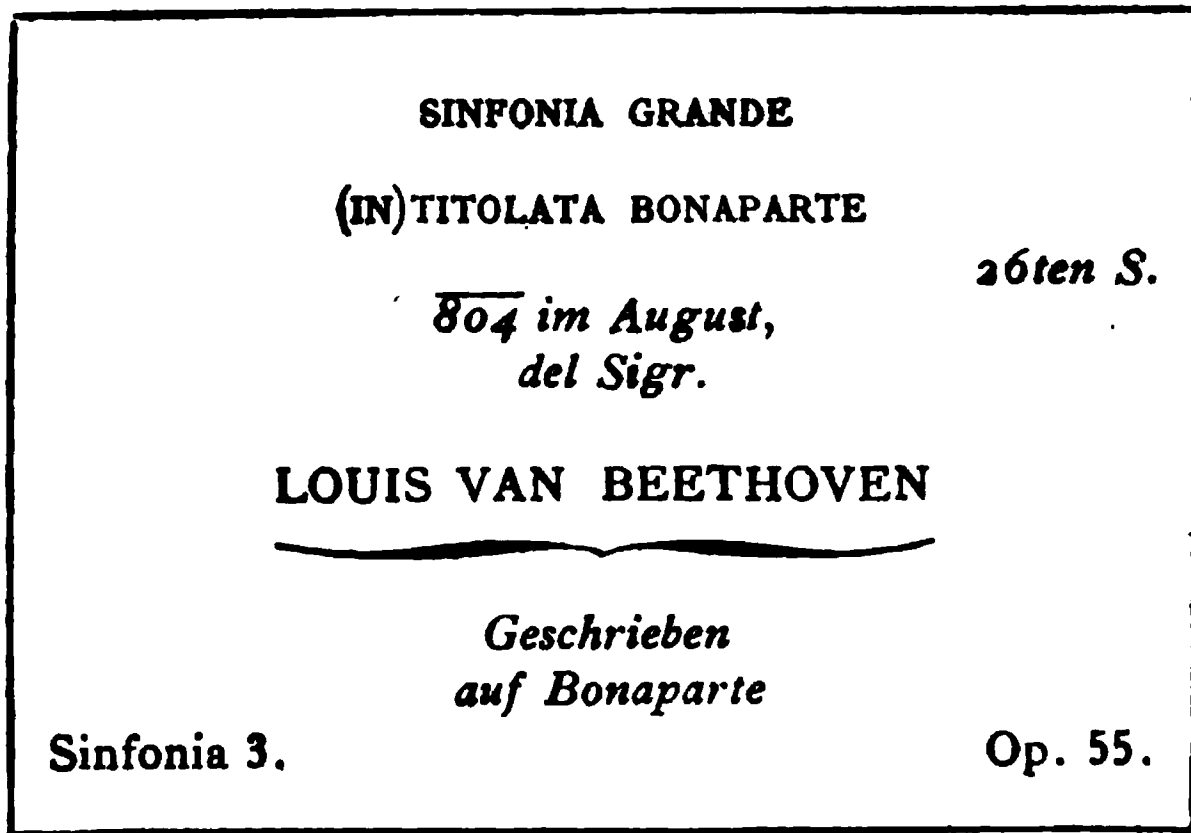 SINFONIA GRANDE
(IN)TITOLATA BONAPARTE
26ten S.
804 im August,
del Sigr.
LOUIS VAN BEETHOVEN
Geschrieben
auf Bonaparte
Sinfonia 3.
Op. 55.